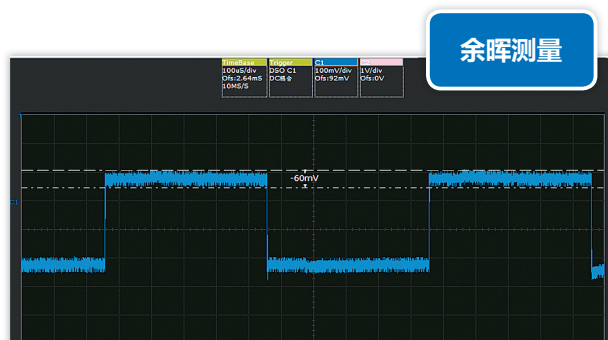 余晖测量
TimeBase
100uS/div
Ofs:2.64mS
10MS/S
Trigger
DSO C1
DC耦合
C1
100mV/div
Ofs:92mV
C2
1V/div
Ofs:0V
-60mV
C1